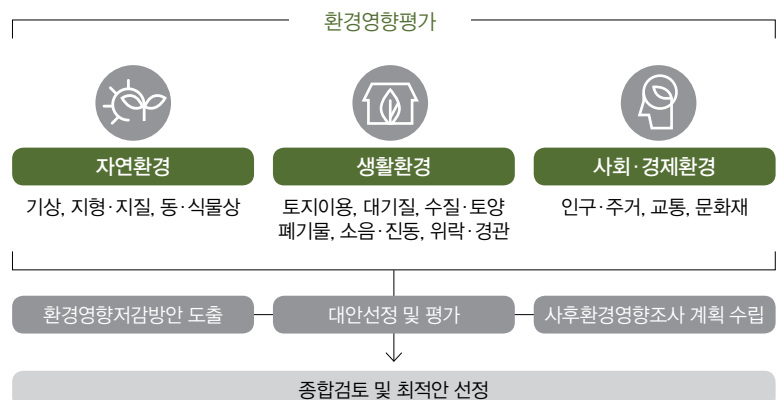 환경영향평가
자연환경
생활환경
사회·경제환경
기상, 지형·지질, 동·식물상
토지이용, 대기질, 수질·토양
폐기물, 소음·진동, 위락·경관
인구·주거, 교통, 문화재
환경영향저감방안 도출
대안선정 및 평가
사후환경영향조사 계획 수립
종합검토 및 최적안 선정